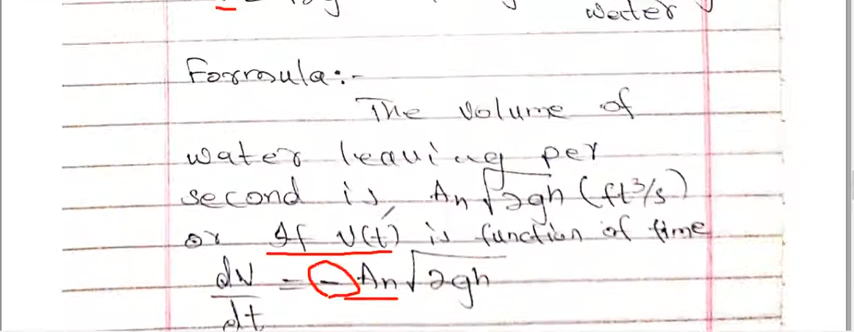 water
Formula:-
The volume of
water leaving per
second is, An√2gh (ft³/s)
or If V(t) is function of time
dV/dt = -An√2gh